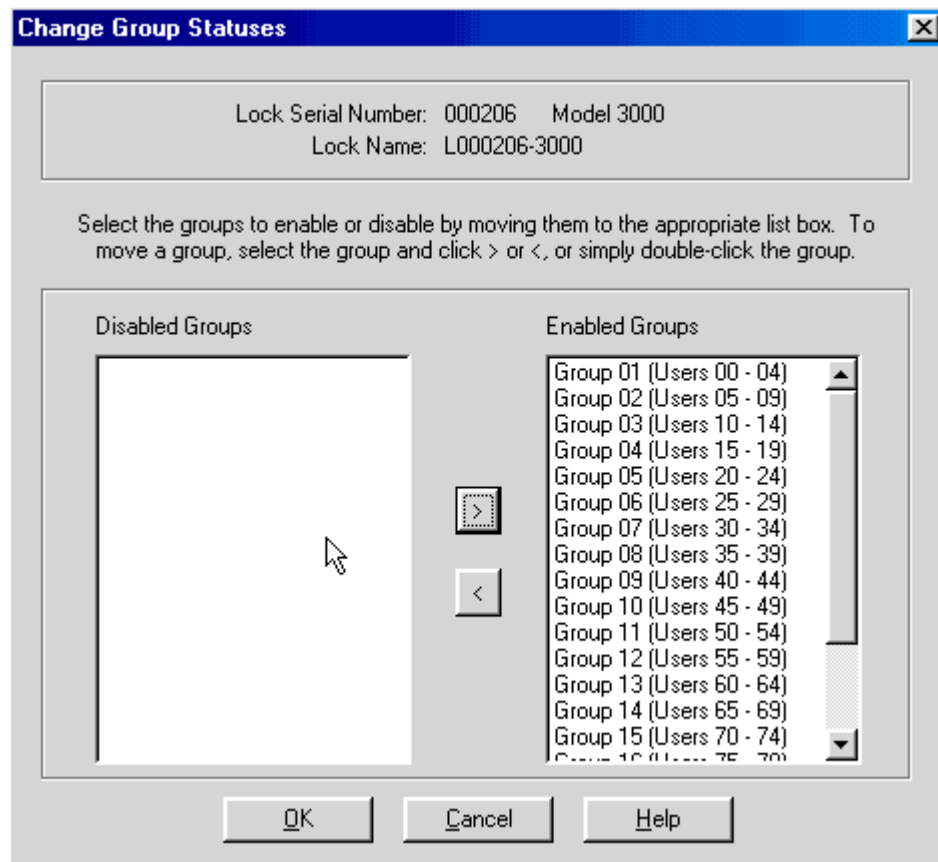 Change Group Statuses
Lock Serial Number: 000206 Model 3000
Lock Name: L000206-3000
Select the groups to enable or disable by moving them to the appropriate list box. To
move a group, select the group and click > or <, or simply double-click the group.
Disabled Groups
Enabled Groups
Group 01 (Users 00 - 04)
Group 02 (Users 05 - 09)
Group 03 (Users 10 - 14)
Group 04 (Users 15 - 19)
Group 05 (Users 20 - 24)
Group 06 (Users 25 - 29)
Group 07 (Users 30 - 34)
Group 08 (Users 35 - 39)
Group 09 (Users 40 - 44)
Group 10 (Users 45 - 49)
Group 11 (Users 50 - 54)
Group 12 (Users 55 - 59)
Group 13 (Users 60 - 64)
Group 14 (Users 65 - 69)
Group 15 (Users 70 - 74)
Group 16 (Users 75 - 79)
>
<
OK
Cancel
Help